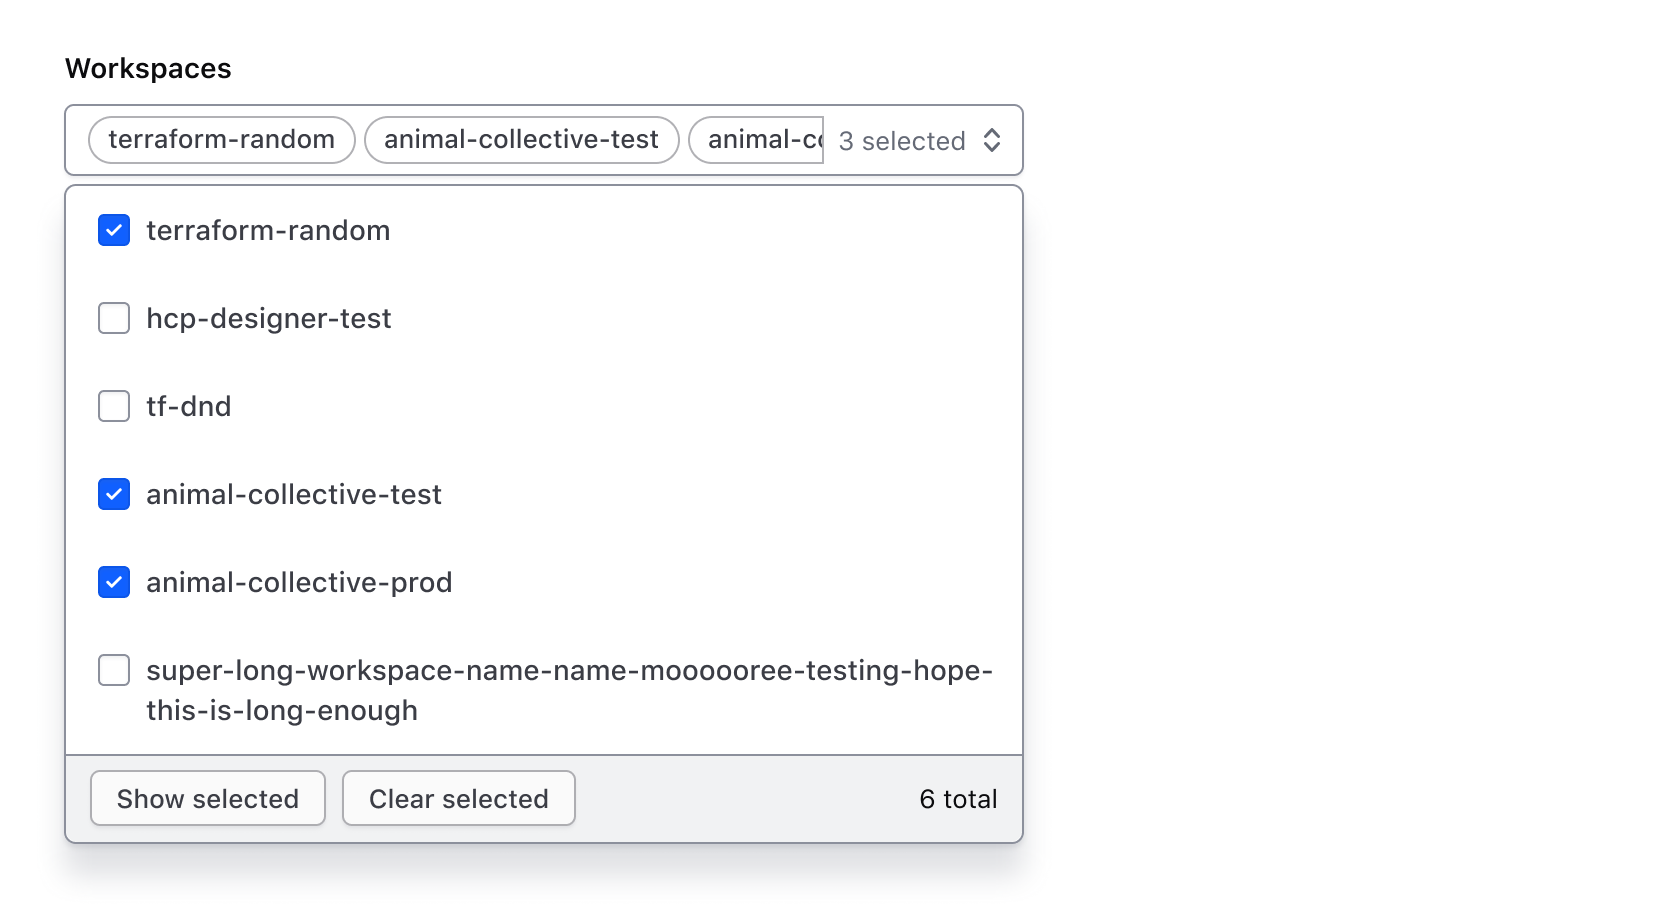 Workspaces
terraform-random animal-collective-test animal-c 3 selected
terraform-random
hcp-designer-test
tf-dnd
animal-collective-test
animal-collective-prod
super-long-workspace-name-name-moooooree-testing-hope-
this-is-long-enough
Show selected Clear selected 6 total